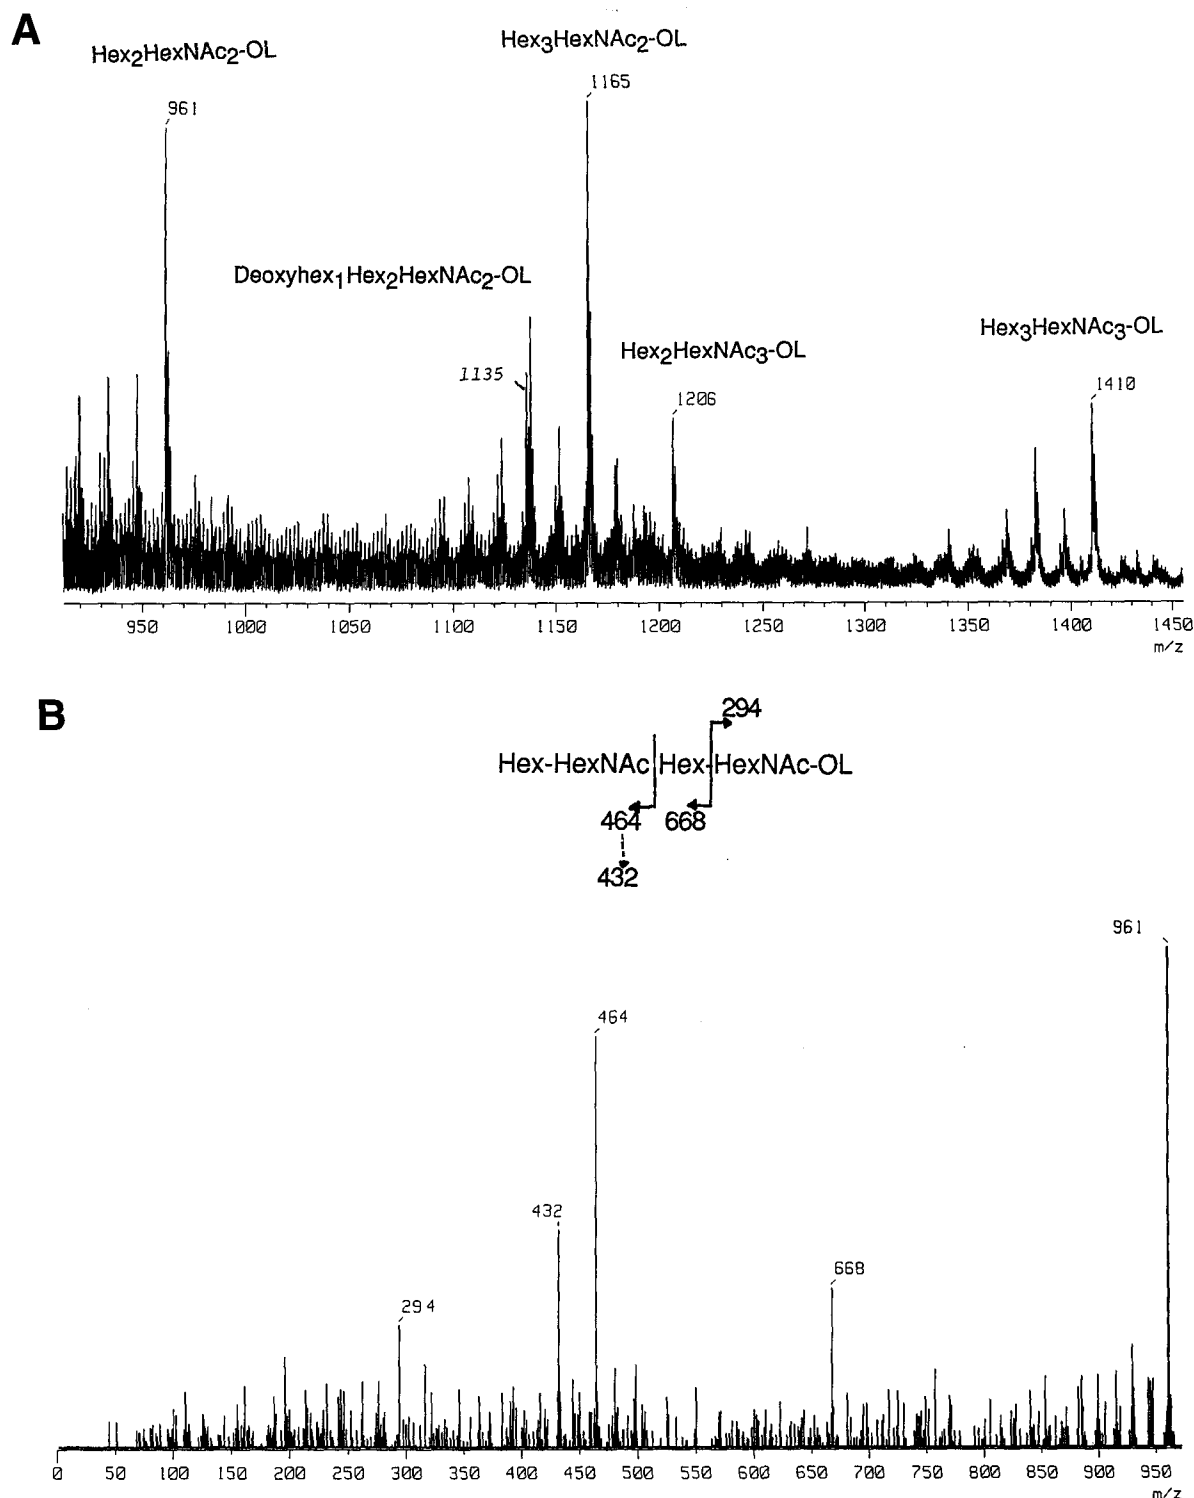 A
Hex2HexNAc2-OL
Hex3HexNAc2-OL
961
1165
Deoxyhex1Hex2HexNAc2-OL
Hex2HexNAc3-OL
Hex3HexNAc3-OL
1135
1206
1410
950 1000 1050 1100 1150 1200 1250 1300 1350 1400 1450
m/z
B
294
Hex-HexNAc Hex-HexNAc-OL
464 668
432
961
464
432
668
294
0 50 100 150 200 250 300 350 400 450 500 550 600 650 700 750 800 850 900 950
m/z